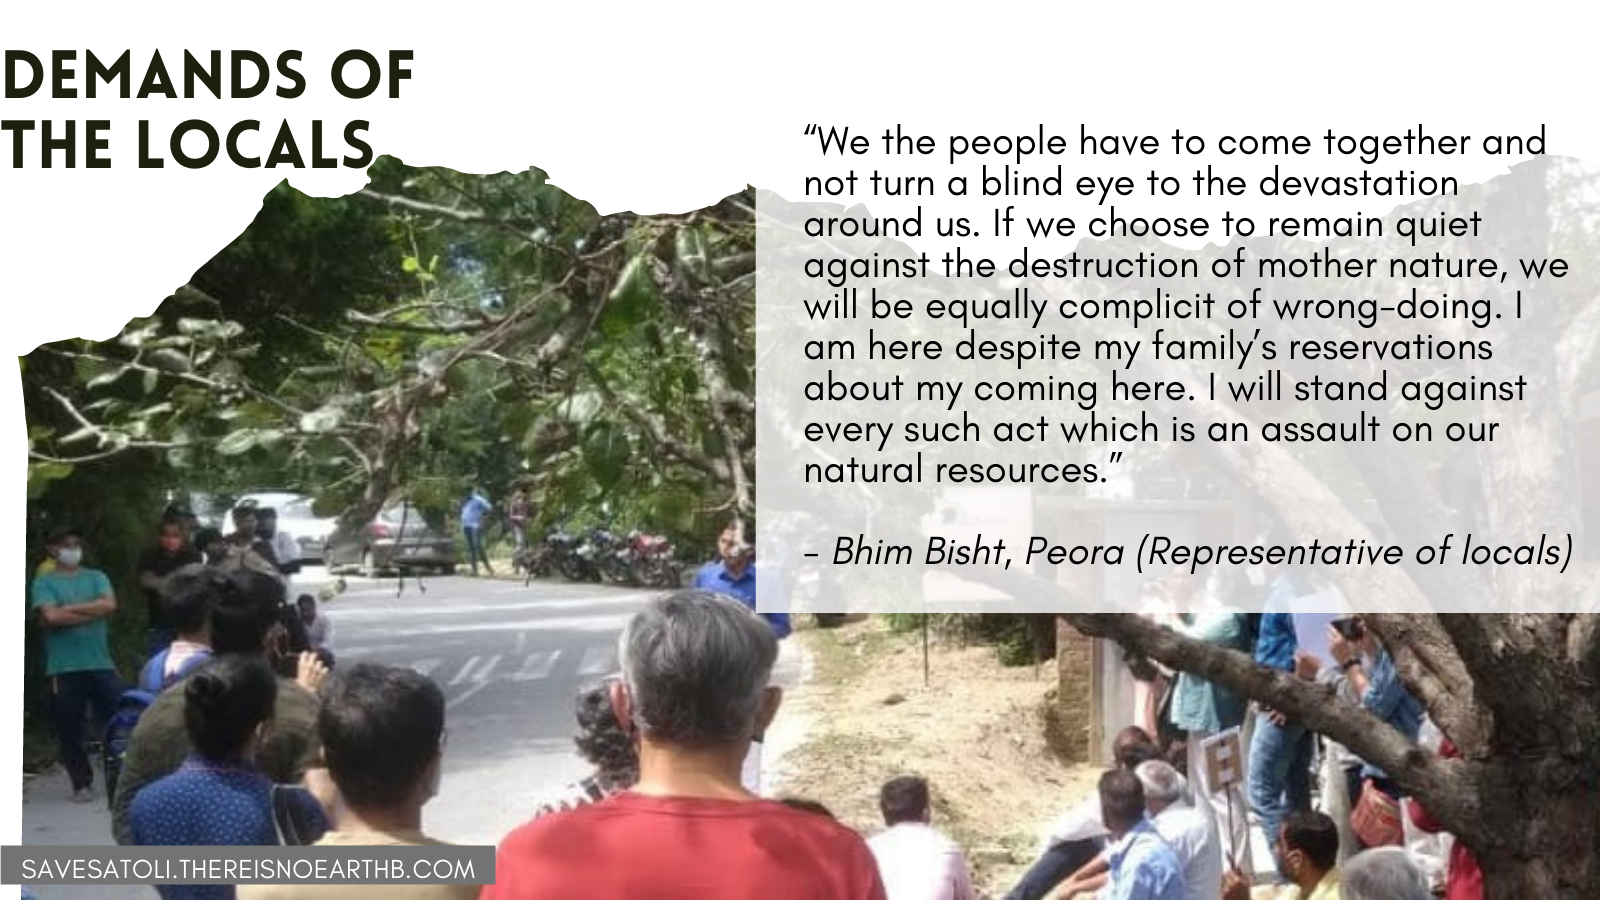 DEMANDS OF
THE LOCALS
“We the people have to come together and
not turn a blind eye to the devastation
around us. If we choose to remain quiet
against the destruction of mother nature, we
will be equally complicit of wrong-doing. I
am here despite my family’s reservations
about my coming here. I will stand against
every such act which is an assault on our
natural resources.”
- Bhim Bisht, Peora (Representative of locals)
SAVESATOLI.THEREISNOEARTHB.COM